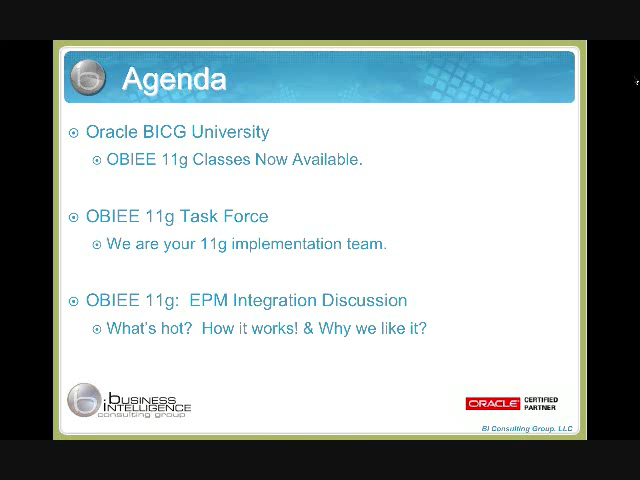 Agenda
Oracle BICG University
OBIEE 11g Classes Now Available.
OBIEE 11g Task Force
We are your 11g implementation team.
OBIEE 11g:  EPM Integration Discussion
What's hot?  How it works! & Why we like it?
BUSINESS
INTELLIGENCE
consulting group
ORACLE CERTIFIED
PARTNER
BI Consulting Group, LLC